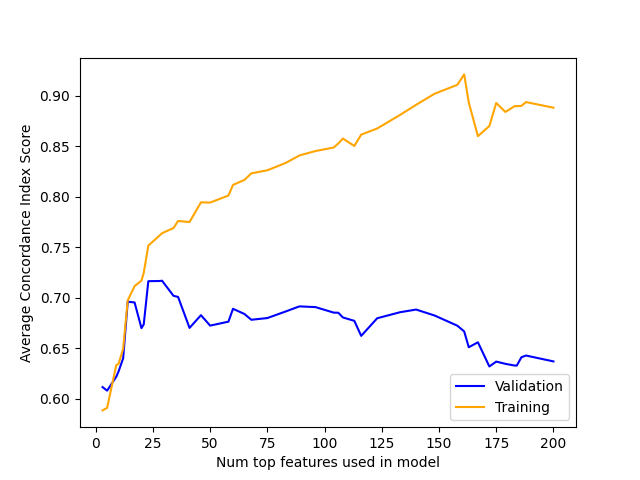 0.90
0.85
0.80
0.75
0.70
0.65
0.60
Average Concordance Index Score
Validation
Training
0 25 50 75 100 125 150 175 200
Num top features used in model